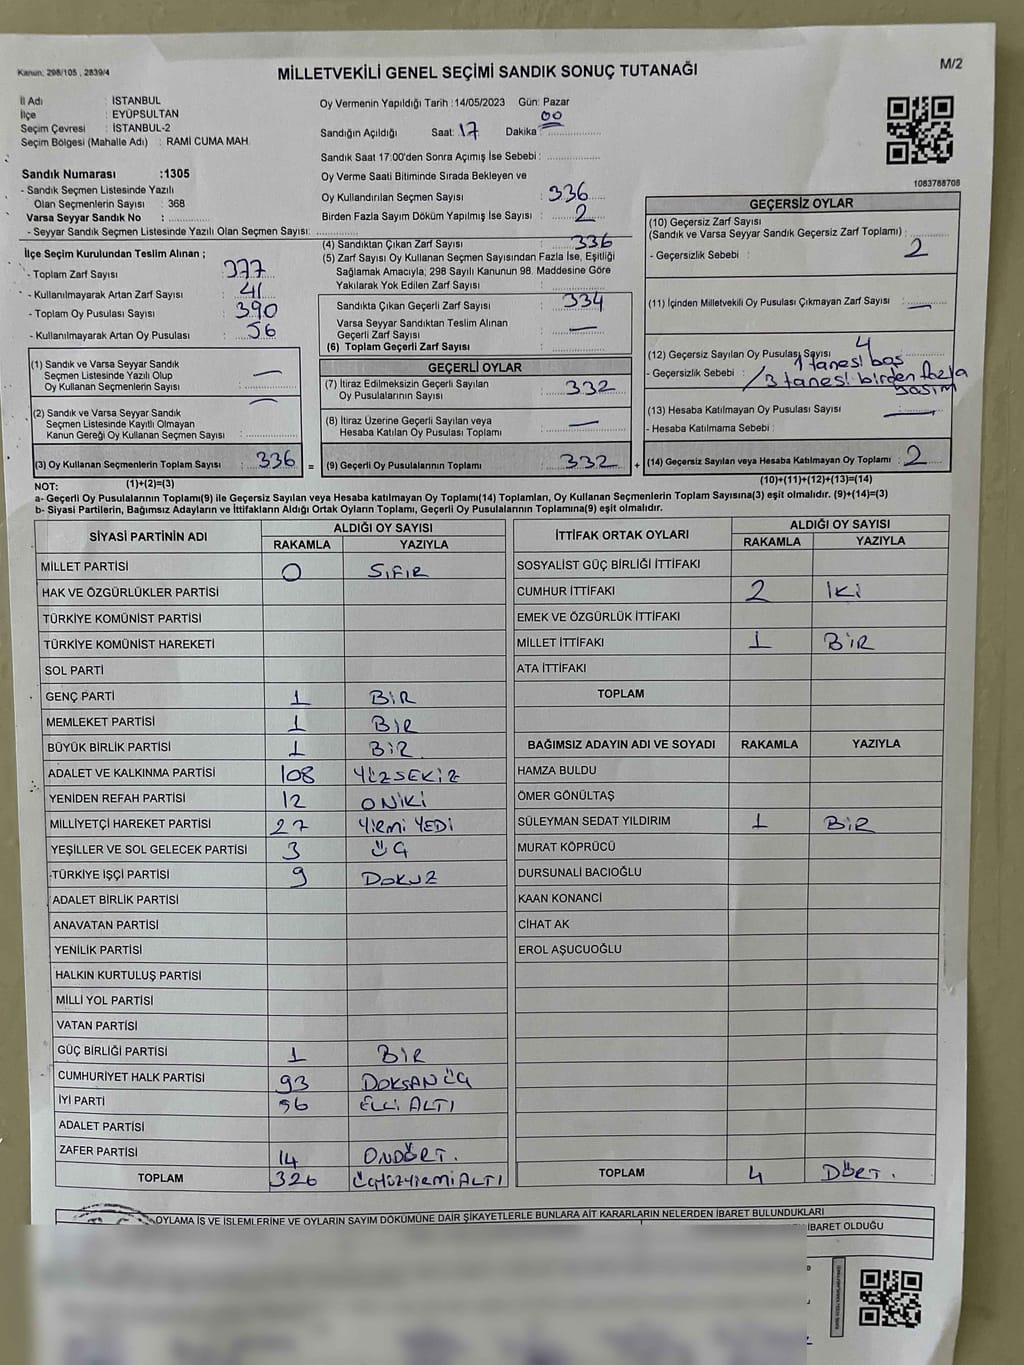 Kanun: 298/105 , 2839/4
MİLLETVEKİLİ GENEL SEÇİMİ SANDIK SONUÇ TUTANAĞI
M/2
İl Adı : İSTANBUL
İlçe : EYÜPSULTAN
Seçim Çevresi : İSTANBUL-2
Seçim Bölgesi (Mahalle Adı) : RAMİ CUMA MAH.
Sandık Numarası :1305
- Sandık Seçmen Listesinde Yazılı
Olan Seçmenlerin Sayısı : 368
Varsa Seyyar Sandık No :
- Seyyar Sandık Seçmen Listesinde Yazılı Olan Seçmen Sayısı:
Oy Vermenin Yapıldığı Tarih :14/05/2023 Gün: Pazar
Sandığın Açıldığı Saat: 17 Dakika 00
Sandık Saat 17:00'den Sonra Açımış İse Sebebi :
Oy Verme Saati Bitiminde Sırada Bekleyen ve
Oy Kullandırılan Seçmen Sayısı : 336
Birden Fazla Sayım Döküm Yapılmış İse Sayısı : 2
1083788708
İlçe Seçim Kurulundan Teslim Alınan ;
- Toplam Zarf Sayısı : 377
- Kullanılmayarak Artan Zarf Sayısı : 41
- Toplam Oy Pusulası Sayısı : 390
- Kullanılmayarak Artan Oy Pusulası : 56
(4) Sandıktan Çıkan Zarf Sayısı : 336
(5) Zarf Sayısı Oy Kullanan Seçmen Sayısından Fazla İse, Eşitliği
Sağlamak Amacıyla; 298 Sayılı Kanunun 98. Maddesine Göre
Yakılarak Yok Edilen Zarf Sayısı :
Sandıkta Çıkan Geçerli Zarf Sayısı : 334
Varsa Seyyar Sandıktan Teslim Alınan
Geçerli Zarf Sayısı : —
(6) Toplam Geçerli Zarf Sayısı :
GEÇERSİZ OYLAR
(10) Geçersiz Zarf Sayısı
(Sandık ve Varsa Seyyar Sandık Geçersiz Zarf Toplamı) :
- Geçersizlik Sebebi : 2
(11) İçinden Milletvekili Oy Pusulası Çıkmayan Zarf Sayısı : —
(12) Geçersiz Sayılan Oy Pusulası Sayısı : 4
- Geçersizlik Sebebi : 1 tanesi boş
/3 tanesi birden fazla
(13) Hesaba Katılmayan Oy Pusulası Sayısı : —
- Hesaba Katılmama Sebebi :
(14) Geçersiz Sayılan veya Hesaba Katılmayan Oy Toplamı : 2
(10)+(11)+(12)+(13)=(14)
(1) Sandık ve Varsa Seyyar Sandık
Seçmen Listesinde Yazılı Olup
Oy Kullanan Seçmenlerin Sayısı : —
(2) Sandık ve Varsa Seyyar Sandık
Seçmen Listesinde Kayıtlı Olmayan
Kanun Gereği Oy Kullanan Seçmen Sayısı : —
(3) Oy Kullanan Seçmenlerin Toplam Sayısı : 336 =
GEÇERLİ OYLAR
(7) İtiraz Edilmeksizin Geçerli Sayılan
Oy Pusulalarının Sayısı : 332
(8) İtiraz Üzerine Geçerli Sayılan veya
Hesaba Katılan Oy Pusulası Toplamı : —
(9) Geçerli Oy Pusulalarının Toplamı : 332 +
NOT: (1)+(2)=(3)
a- Geçerli Oy Pusulalarının Toplamı(9) ile Geçersiz Sayılan veya Hesaba katılmayan Oy Toplamı(14) Toplamları, Oy Kullanan Seçmenlerin Toplam Sayısına(3) eşit olmalıdır. (9)+(14)=(3)
b- Siyasi Partilerin, Bağımsız Adayların ve İttifakların Aldığı Ortak Oyların Toplamı, Geçerli Oy Pusulalarının Toplamına(9) eşit olmalıdır.
SİYASİ PARTİNİN ADI ALDIĞI OY SAYISI
RAKAMLA YAZIYLA
MİLLET PARTİSİ 0 SIFIR
HAK VE ÖZGÜRLÜKLER PARTİSİ
TÜRKİYE KOMÜNİST PARTİSİ
TÜRKİYE KOMÜNİST HAREKETİ
SOL PARTİ
GENÇ PARTİ 1 BİR
MEMLEKET PARTİSİ 1 BİR
BÜYÜK BİRLİK PARTİSİ 1 BİR
ADALET VE KALKINMA PARTİSİ 108 YÜZSEKİZ
YENİDEN REFAH PARTİSİ 12 ONİKİ
MİLLİYETÇİ HAREKET PARTİSİ 27 YİRMİ YEDİ
YEŞİLLER VE SOL GELECEK PARTİSİ 3 ÜÇ
TÜRKİYE İŞÇİ PARTİSİ 9 DOKUZ
ADALET BİRLİK PARTİSİ
ANAVATAN PARTİSİ
YENİLİK PARTİSİ
HALKIN KURTULUŞ PARTİSİ
MİLLİ YOL PARTİSİ
VATAN PARTİSİ
GÜÇ BİRLİĞİ PARTİSİ 1 BİR
CUMHURİYET HALK PARTİSİ 93 DOKSAN ÜÇ
İYİ PARTİ 56 ELLİ ALTI
ADALET PARTİSİ
ZAFER PARTİSİ 14 ONDÖRT.
TOPLAM 326 ÜÇYÜZYİRMİALTI
İTTİFAK ORTAK OYLARI ALDIĞI OY SAYISI
RAKAMLA YAZIYLA
SOSYALİST GÜÇ BİRLİĞİ İTTİFAKI
CUMHUR İTTİFAKI 2 İKİ
EMEK VE ÖZGÜRLÜK İTTİFAKI
MİLLET İTTİFAKI 1 BİR
ATA İTTİFAKI
TOPLAM
BAĞIMSIZ ADAYIN ADI VE SOYADI RAKAMLA YAZIYLA
HAMZA BULDU
ÖMER GÖNÜLTAŞ
SÜLEYMAN SEDAT YILDIRIM 1 BİR
MURAT KÖPRÜCÜ
DURSUNALİ BACIOĞLU
KAAN KONANCİ
CİHAT AK
EROL AŞUCUOĞLU
TOPLAM 4 DÖRT.
OYLAMA İŞ VE İŞLEMLERİNE VE OYLARIN SAYIM DÖKÜMÜNE DAİR ŞİKAYETLERLE BUNLARA AİT KARARLARIN NELERDEN İBARET BULUNDUKLARI
İBARET OLDUĞU